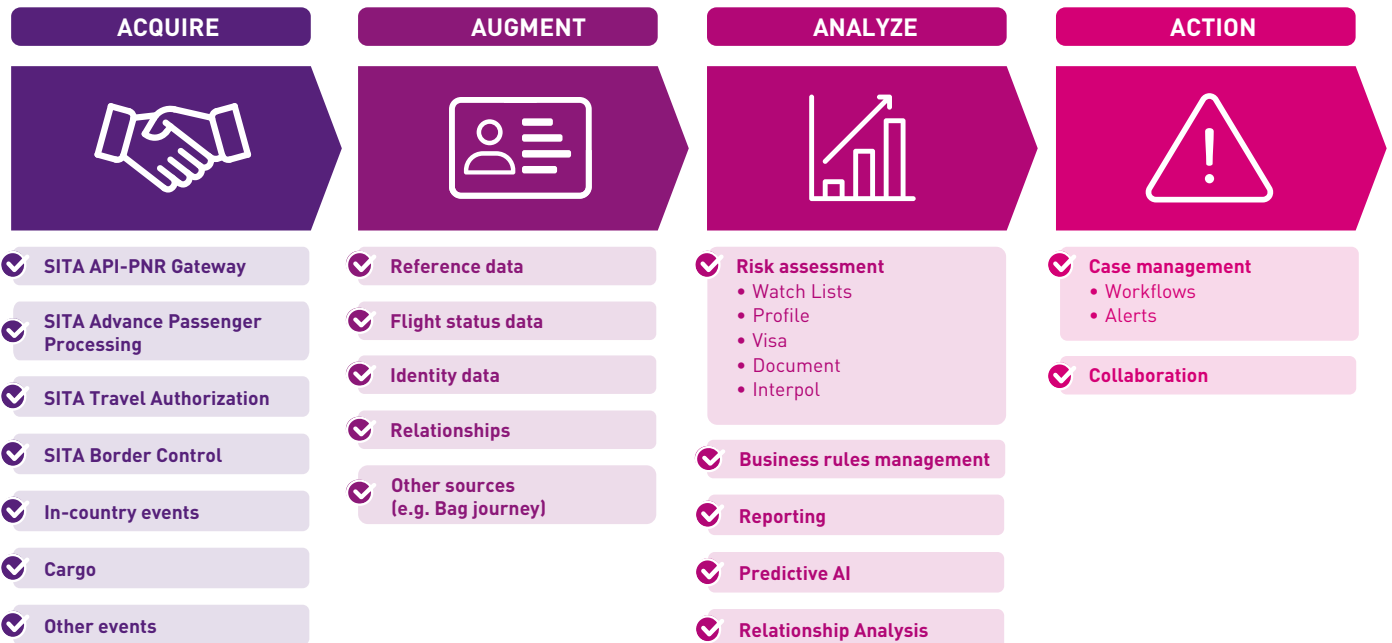 ACQUIRE
SITA API-PNR Gateway
SITA Advance Passenger
Processing
SITA Travel Authorization
SITA Border Control
In-country events
Cargo
Other events
AUGMENT
Reference data
Flight status data
Identity data
Relationships
Other sources
(e.g. Bag journey)
ANALYZE
Risk assessment
• Watch Lists
• Profile
• Visa
• Document
• Interpol
Business rules management
Reporting
Predictive AI
Relationship Analysis
ACTION
Case management
• Workflows
• Alerts
Collaboration